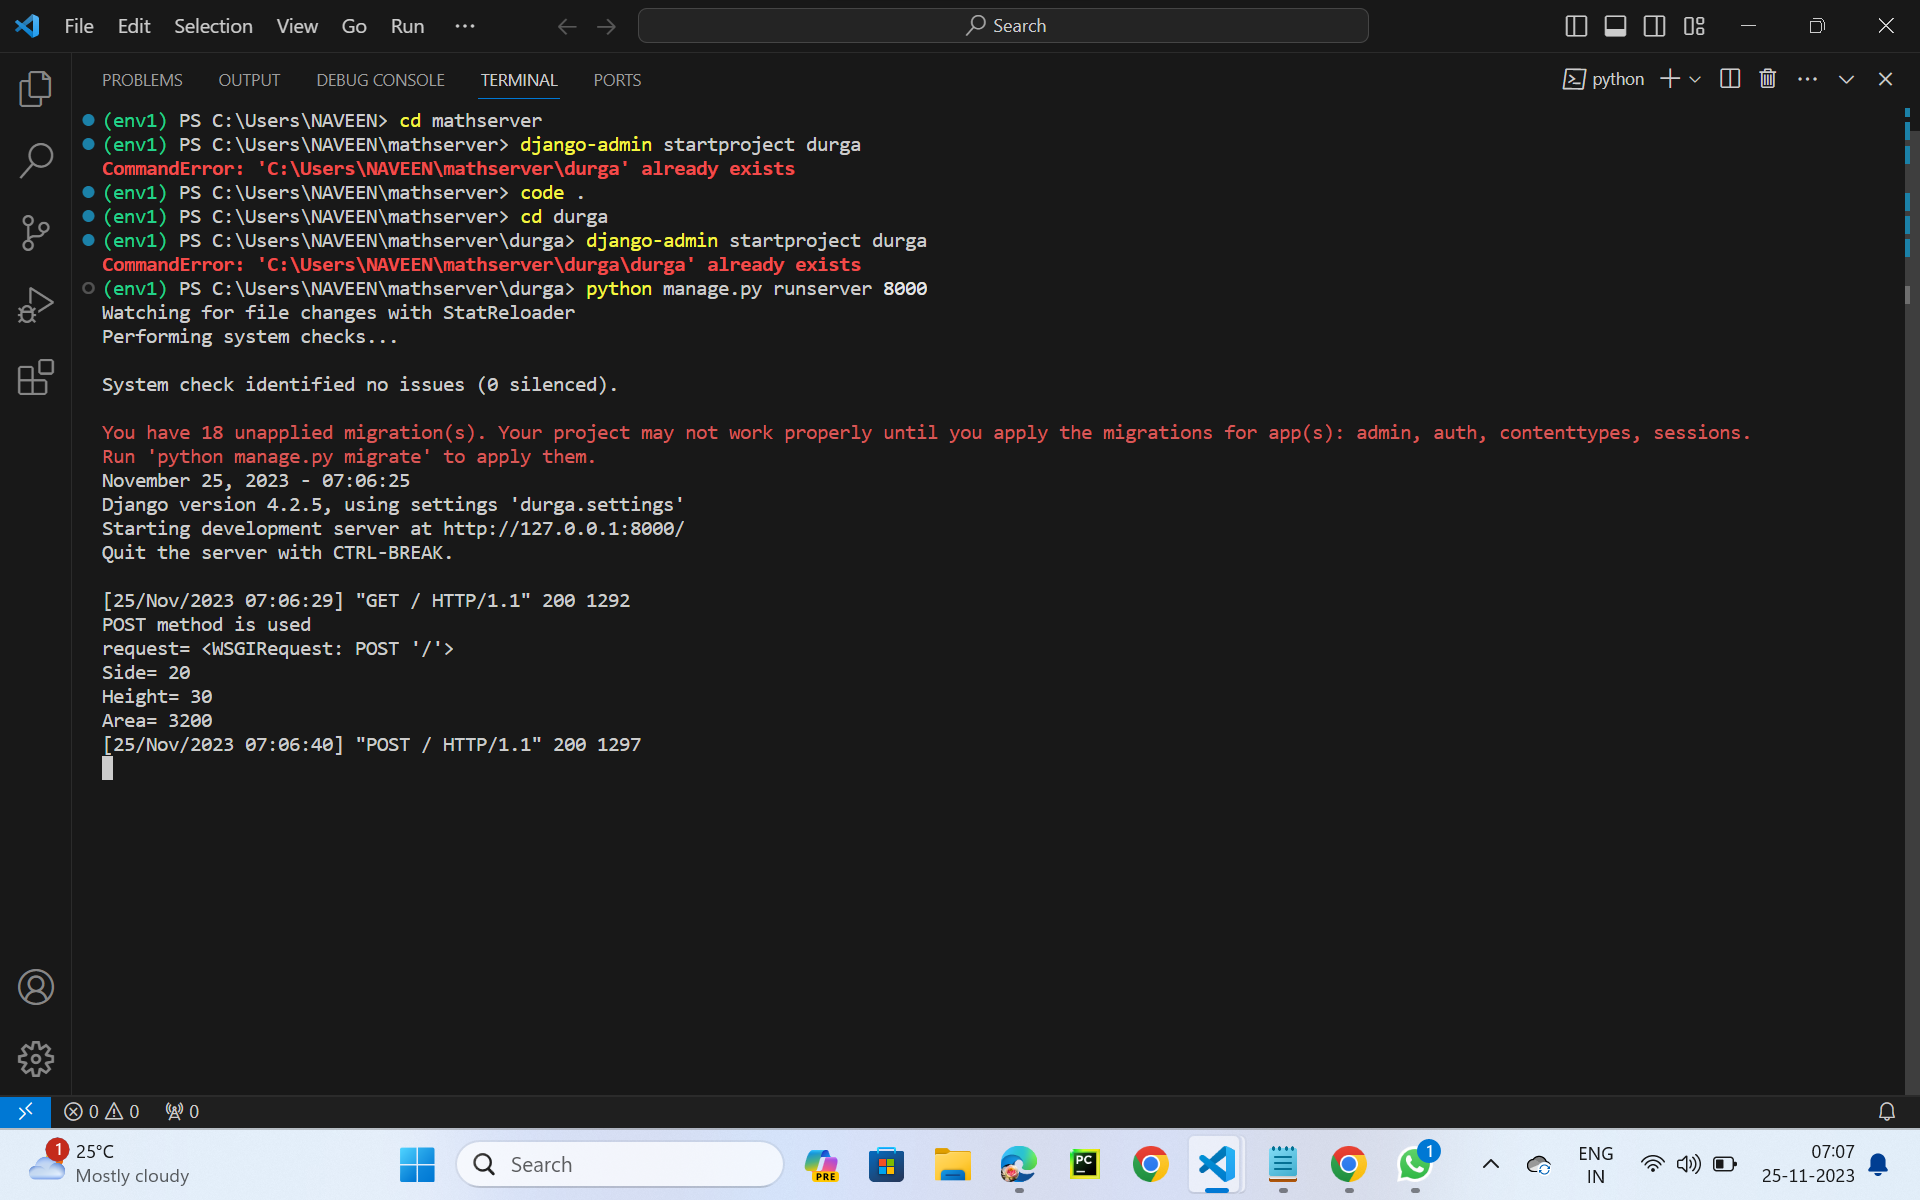 File Edit Selection View Go Run ··· Search
PROBLEMS OUTPUT DEBUG CONSOLE TERMINAL PORTS python
(env1) PS C:\Users\NAVEEN> cd mathserver
(env1) PS C:\Users\NAVEEN\mathserver> django-admin startproject durga
CommandError: 'C:\Users\NAVEEN\mathserver\durga' already exists
(env1) PS C:\Users\NAVEEN\mathserver> code .
(env1) PS C:\Users\NAVEEN\mathserver> cd durga
(env1) PS C:\Users\NAVEEN\mathserver\durga> django-admin startproject durga
CommandError: 'C:\Users\NAVEEN\mathserver\durga\durga' already exists
(env1) PS C:\Users\NAVEEN\mathserver\durga> python manage.py runserver 8000
Watching for file changes with StatReloader
Performing system checks...
System check identified no issues (0 silenced).
You have 18 unapplied migration(s). Your project may not work properly until you apply the migrations for app(s): admin, auth, contenttypes, sessions.
Run 'python manage.py migrate' to apply them.
November 25, 2023 - 07:06:25
Django version 4.2.5, using settings 'durga.settings'
Starting development server at http://127.0.0.1:8000/
Quit the server with CTRL-BREAK.
[25/Nov/2023 07:06:29] "GET / HTTP/1.1" 200 1292
POST method is used
request= <WSGIRequest: POST '/'>
Side= 20
Height= 30
Area= 3200
[25/Nov/2023 07:06:40] "POST / HTTP/1.1" 200 1297
0 0 0
1 25°C
Mostly cloudy
Search
PRE
PC
1
ENG
IN
07:07
25-11-2023